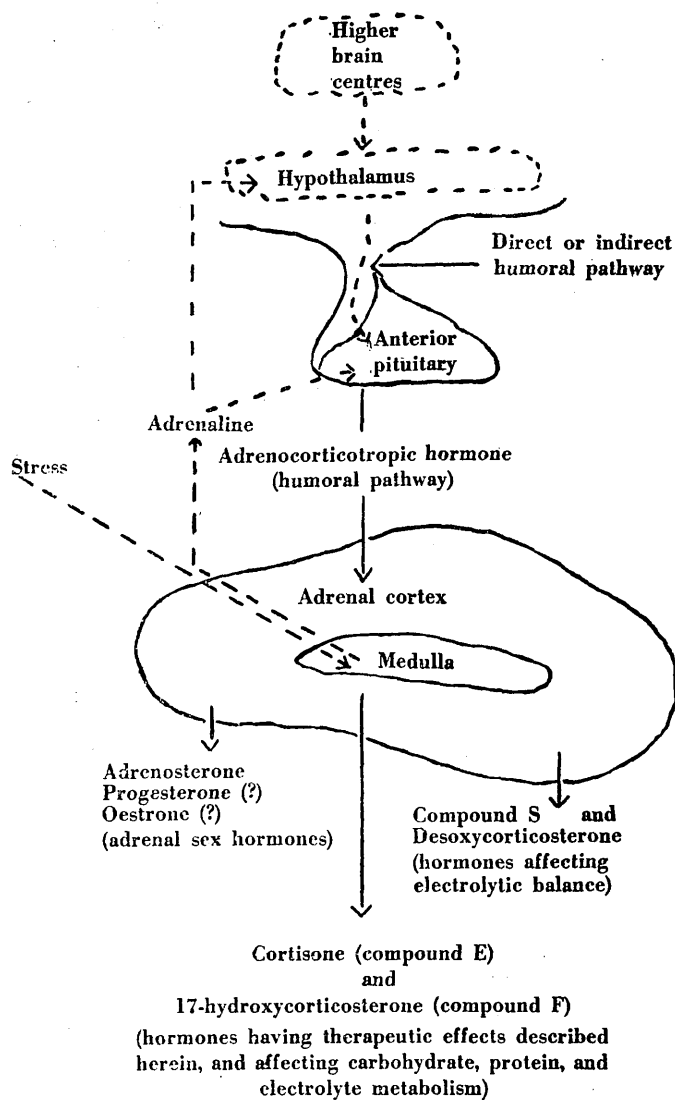 Higher
brain
centres
Hypothalamus
Direct or indirect
humoral pathway
Anterior
pituitary
Adrenaline
Adrenocorticotropic hormone
(humoral pathway)
Stress
Adrenal cortex
Medulla
Adrenosterone
Progesterone (?)
Oestrone (?)
(adrenal sex hormones)
Compound S and
Desoxycorticosterone
(hormones affecting
electrolytic balance)
Cortisone (compound E)
and
17-hydroxycorticosterone (compound F)
(hormones having therapeutic effects described
herein, and affecting carbohydrate, protein, and
electrolyte metabolism)